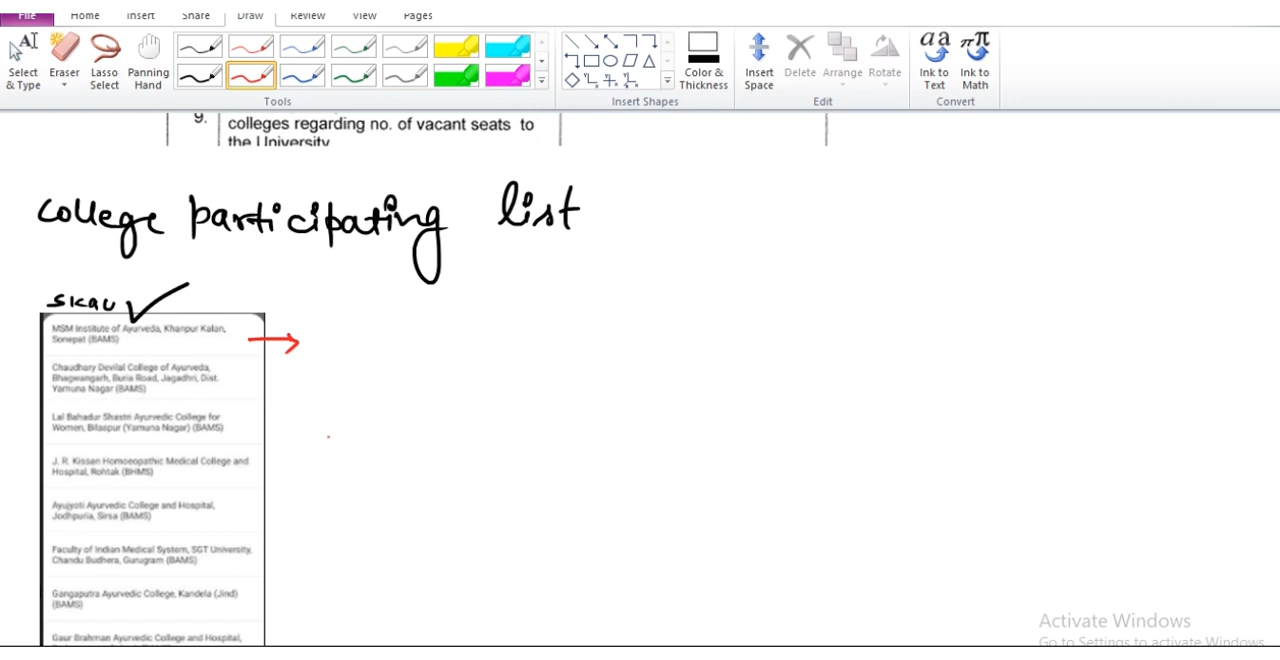 File Home Insert Share Draw Review View Pages
Select & Type Eraser Lasso Select Panning Hand Color & Thickness Insert Space Delete Arrange Rotate Ink to Text Ink to Math
Tools Insert Shapes Edit Convert
9. colleges regarding no. of vacant seats to
the University
college participating list
SKAU
MSM Institute of Ayurveda, Khanpur Kalan,
Sonepat (BAMS)
Chaudhary Devilal College of Ayurveda,
Bhagwangarh, Buria Road, Jagadhri, Dist.
Yamuna Nagar (BAMS)
Lal Bahadur Shastri Ayurvedic College for
Women, Bilaspur (Yamuna Nagar) (BAMS)
J. R. Kissan Homoeopathic Medical College and
Hospital, Rohtak (BHMS)
Ayujyoti Ayurvedic College and Hospital,
Jodhpuria, Sirsa (BAMS)
Faculty of Indian Medical System, SGT University,
Chandu Budhera, Gurugram (BAMS)
Gangaputra Ayurvedic College, Kandela (Jind)
(BAMS)
Gaur Brahman Ayurvedic College and Hospital,
Activate Windows
Go to Settings to activate Windows.